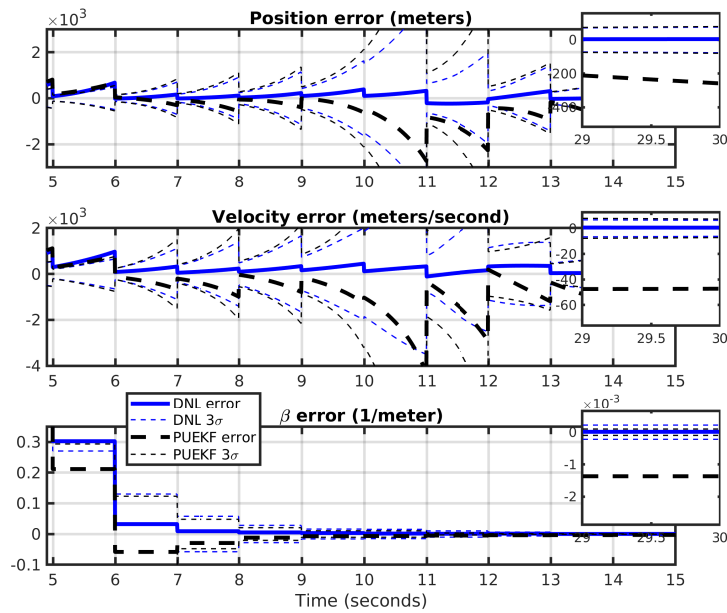 ×10³
Position error (meters)
2
0
-2
5 6 7 8 9 10 11 12 13 14 15
0
200
400
29 29.5 30
×10³
Velocity error (meters/second)
2
0
-2
-4
5 6 7 8 9 10 11 12 13 14 15
0
-20
-40
-60
29 29.5 30
β error (1/meter)
DNL error
DNL 3σ
PUEKF error
PUEKF 3σ
0.3
0.2
0.1
0
-0.1
5 6 7 8 9 10 11 12 13 14 15
×10⁻³
0
-1
-2
29 29.5 30
Time (seconds)